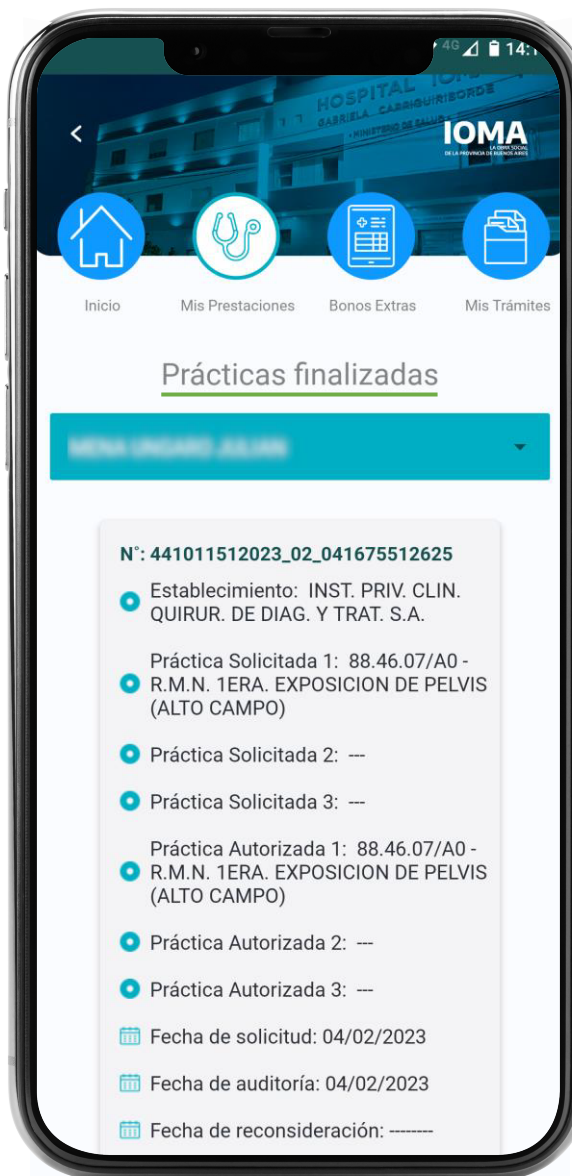 4G 14:1
HOSPITAL IOMA
GABRIELA CARRIQUIRIBORDE
- MINISTERIO DE SALUD -
IOMA
LA OBRA SOCIAL
DE LA PROVINCIA DE BUENOS AIRES
Inicio Mis Prestaciones Bonos Extras Mis Trámites
Prácticas finalizadas
N°: 441011512023_02_041675512625
Establecimiento: INST. PRIV. CLIN.
QUIRUR. DE DIAG. Y TRAT. S.A.
Práctica Solicitada 1: 88.46.07/A0 -
R.M.N. 1ERA. EXPOSICION DE PELVIS
(ALTO CAMPO)
Práctica Solicitada 2: ---
Práctica Solicitada 3: ---
Práctica Autorizada 1: 88.46.07/A0 -
R.M.N. 1ERA. EXPOSICION DE PELVIS
(ALTO CAMPO)
Práctica Autorizada 2: ---
Práctica Autorizada 3: ---
Fecha de solicitud: 04/02/2023
Fecha de auditoría: 04/02/2023
Fecha de reconsideración: --------